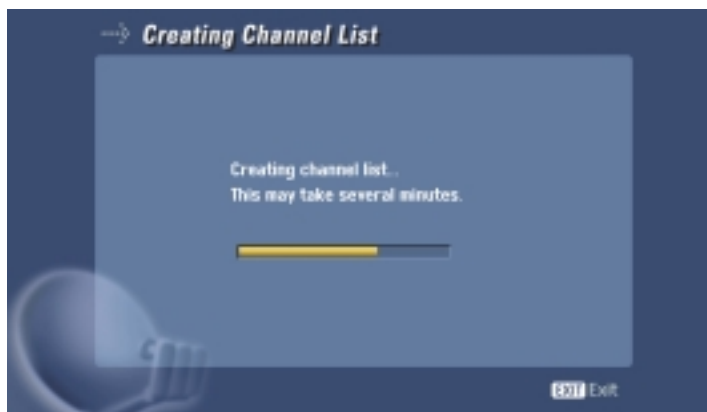 Creating Channel List
Creating channel list...
This may take several minutes.
EXIT Exit